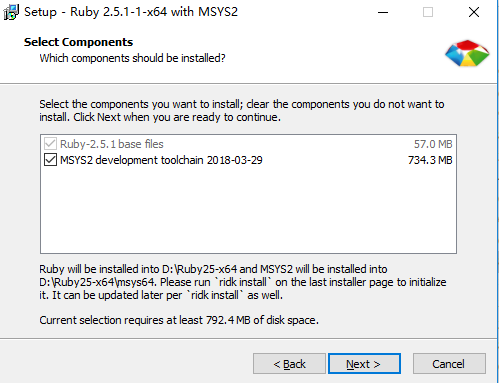 Setup - Ruby 2.5.1-1-x64 with MSYS2
Select Components
Which components should be installed?
Select the components you want to install; clear the components you do not want to
install. Click Next when you are ready to continue.
Ruby-2.5.1 base files 57.0 MB
MSYS2 development toolchain 2018-03-29 734.3 MB
Ruby will be installed into D:\Ruby25-x64 and MSYS2 will be installed into
D:\Ruby25-x64\msys64. Please run `ridk install` on the last installer page to initialize
it. It can be updated later per `ridk install` as well.
Current selection requires at least 792.4 MB of disk space.
< Back Next > Cancel